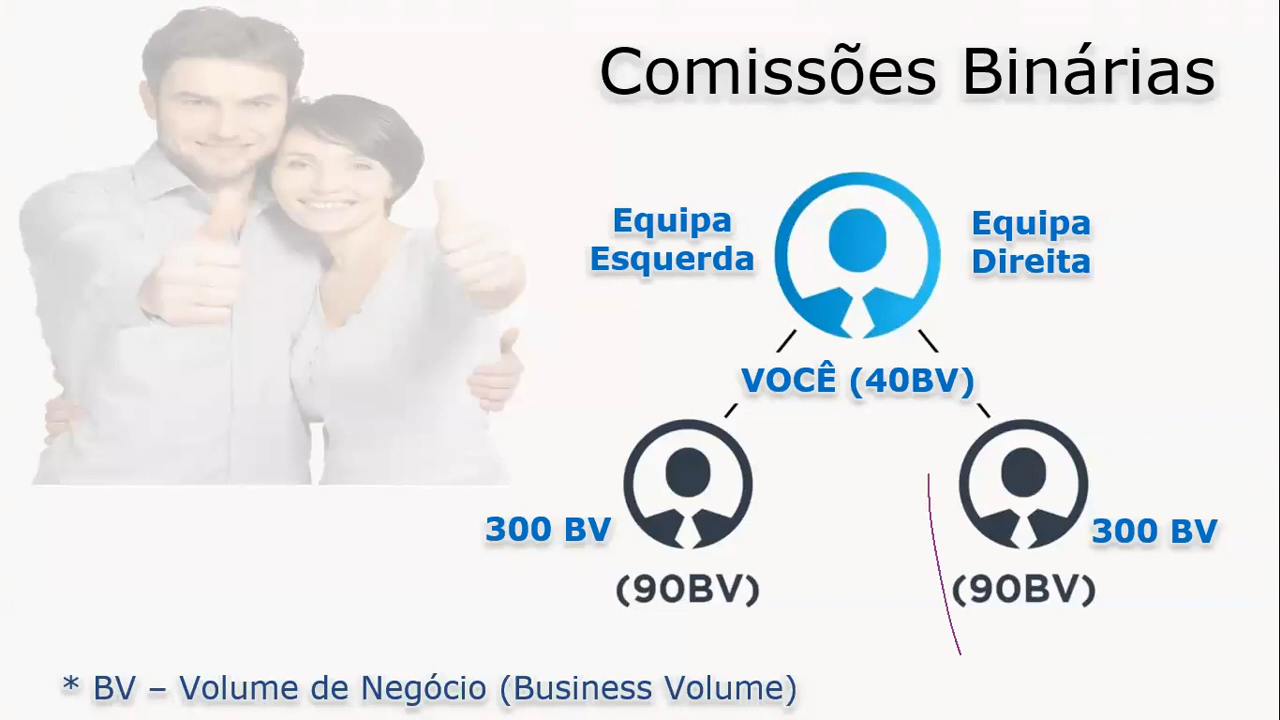 Comissões Binárias
Equipa
Esquerda
Equipa
Direita
VOCÊ (40BV)
300 BV
300 BV
(90BV)
(90BV)
* BV – Volume de Negócio (Business Volume)